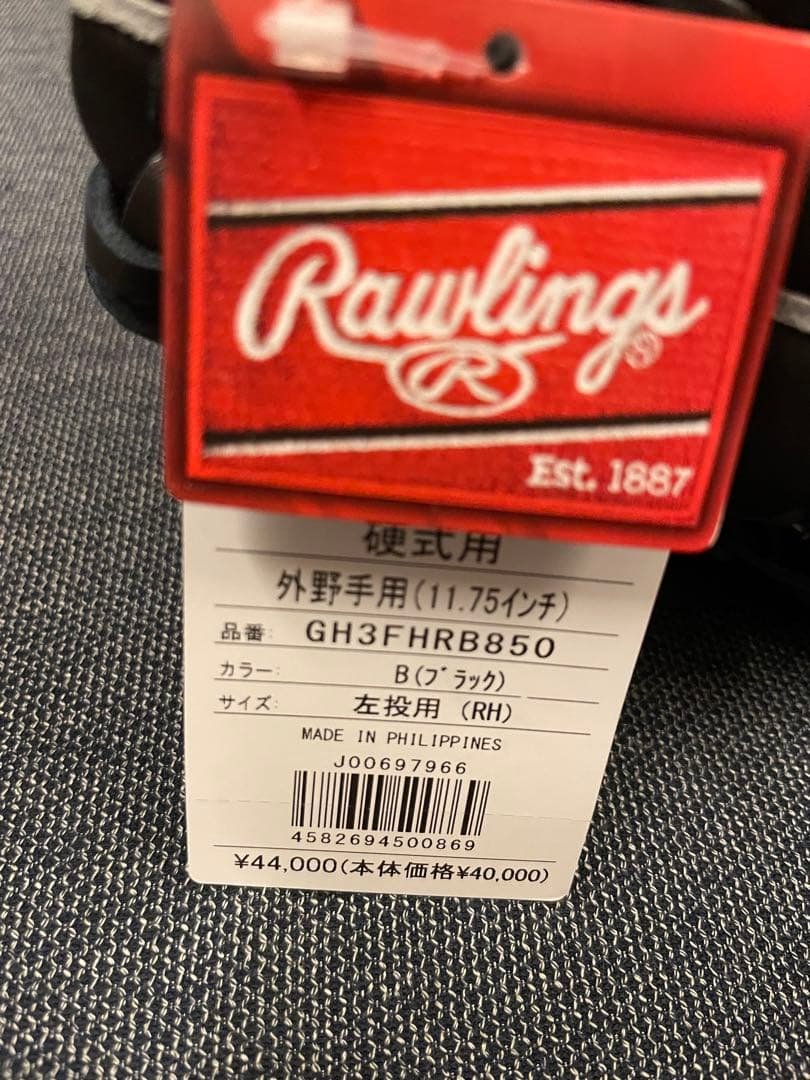 Rawlings
R
Est. 1887
硬式用
外野手用(11.75インチ)
品番: GH3FHRB850
カラー: B(ブラック)
サイズ: 左投用 (RH)
MADE IN PHILIPPINES
J00697966
4582694500869
¥44,000(本体価格¥40,000)